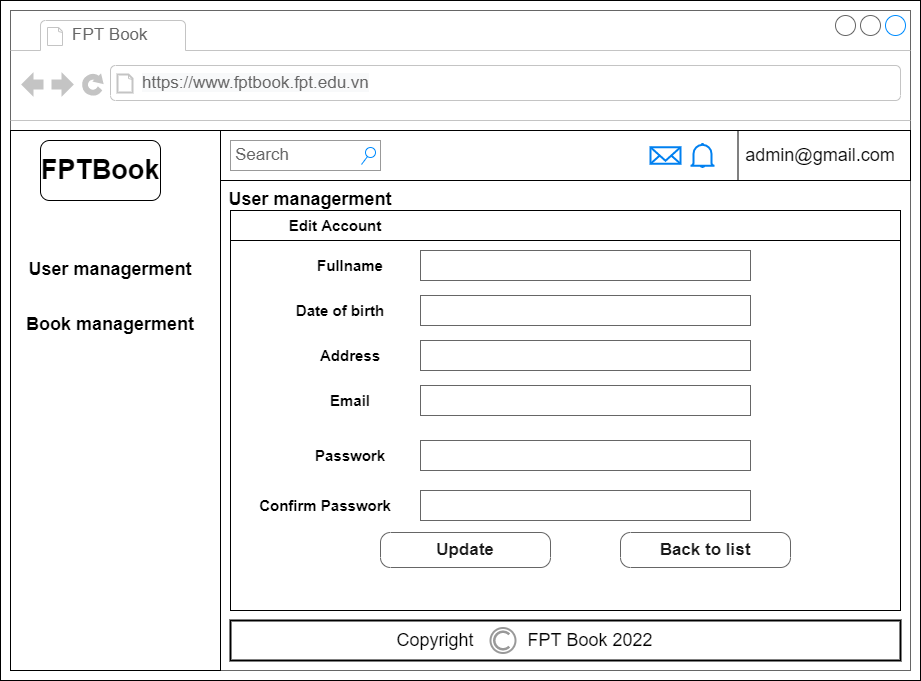 FPT Book
https://www.fptbook.fpt.edu.vn
FPTBook
Search
admin@gmail.com
User managerment
Book managerment
User managerment
Edit Account
Fullname
Date of birth
Address
Email
Passwork
Confirm Passwork
Update
Back to list
Copyright © FPT Book 2022